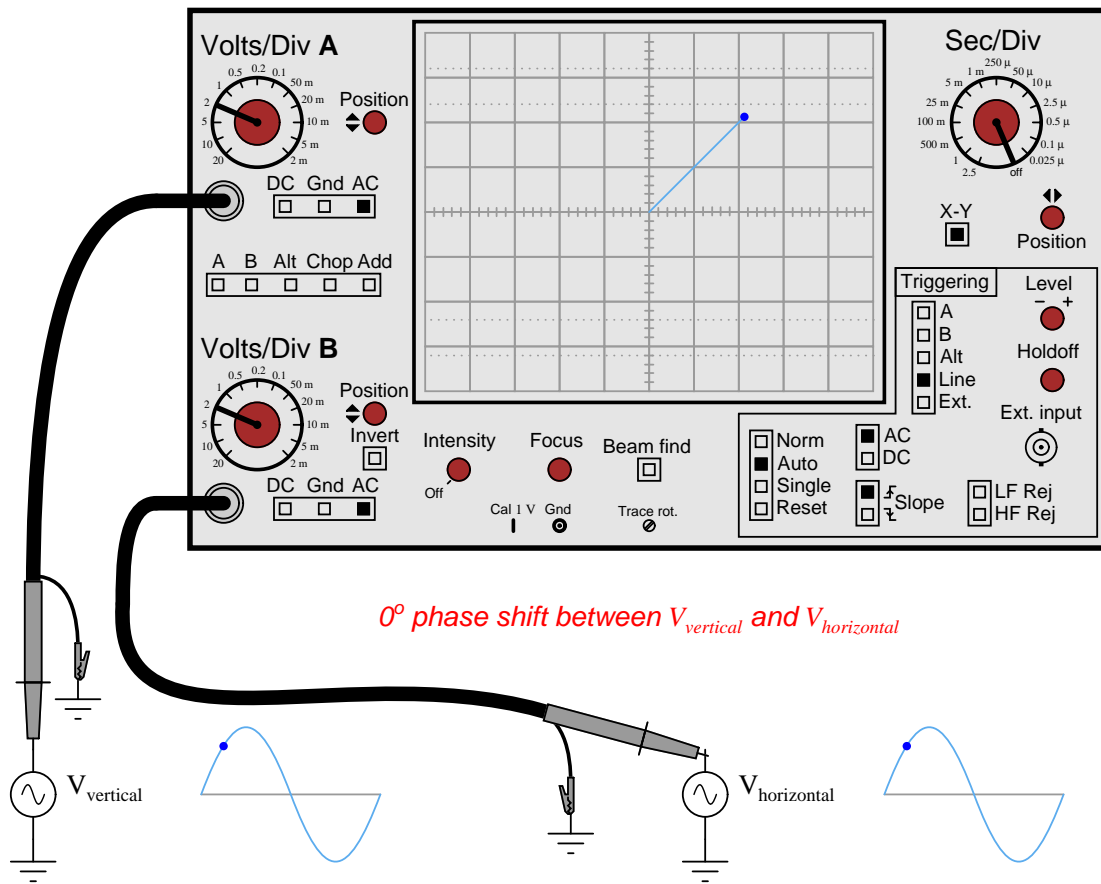 Volts/Div A
0.5 0.2 0.1
1 50 m
2 20 m
5 10 m
10 5 m
20 2 m
Position
DC Gnd AC
A B Alt Chop Add
Volts/Div B
0.5 0.2 0.1
1 50 m
2 20 m
5 10 m
10 5 m
20 2 m
Position
Invert
DC Gnd AC
Intensity
Off
Focus
Beam find
Cal 1 V Gnd Trace rot.
Sec/Div
250 µ
1 m 50 µ
5 m 10 µ
25 m 2.5 µ
100 m 0.5 µ
500 m 0.1 µ
1 0.025 µ
2.5 off
X-Y
Position
Triggering
A
B
Alt
Line
Ext.
Level
− +
Holdoff
Ext. input
Norm
Auto
Single
Reset
AC
DC
Slope
LF Rej
HF Rej
0º phase shift between Vvertical and Vhorizontal
Vvertical
Vhorizontal